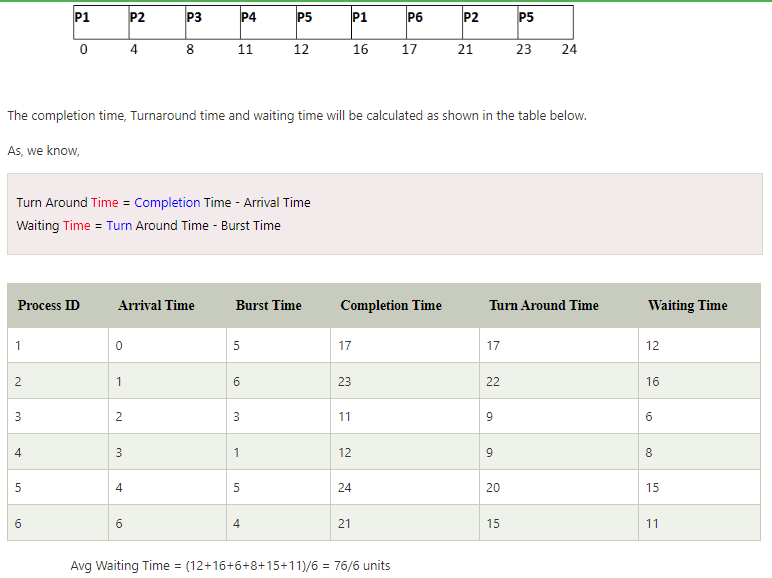 P1 P2 P3 P4 P5 P1 P6 P2 P5
0 4 8 11 12 16 17 21 23 24
The completion time, Turnaround time and waiting time will be calculated as shown in the table below.
As, we know,
Turn Around Time = Completion Time - Arrival Time
Waiting Time = Turn Around Time - Burst Time
Process ID Arrival Time Burst Time Completion Time Turn Around Time Waiting Time
1 0 5 17 17 12
2 1 6 23 22 16
3 2 3 11 9 6
4 3 1 12 9 8
5 4 5 24 20 15
6 6 4 21 15 11
Avg Waiting Time = (12+16+6+8+15+11)/6 = 76/6 units